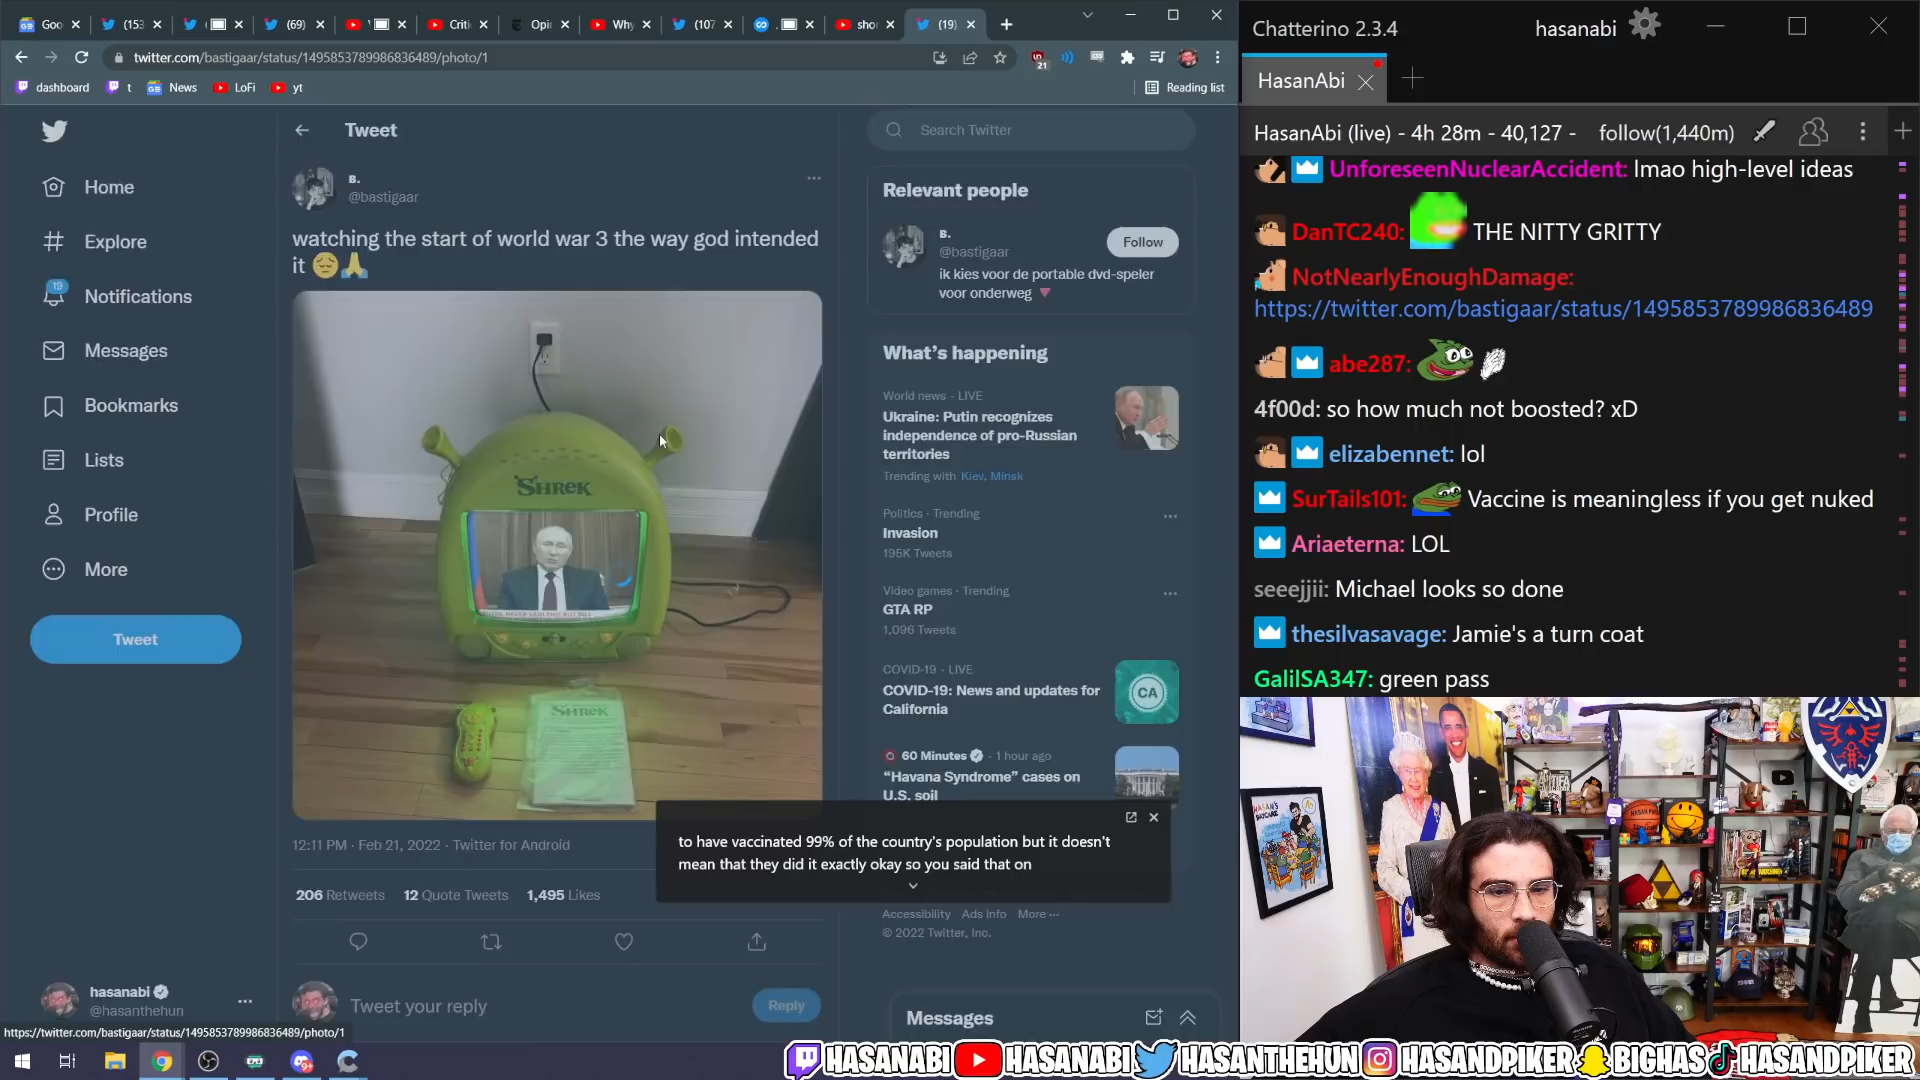 Goo
(153
(
(69)
Criti
Opin
Why
(107
sho
(19)
twitter.com/bastigaar/status/1495853789986836489/photo/1
21
dashboard
t
News
LoFi
yt
Reading list
Home
Explore
19
Notifications
Messages
Bookmarks
Lists
Profile
More
Tweet
hasanabi
@hasanthehun
https://twitter.com/bastigaar/status/1495853789986836489/photo/1
Tweet
B.
@bastigaar
watching the start of world war 3 the way god intended
it 😔🙏
SHREK
SHREK
12:11 PM · Feb 21, 2022 · Twitter for Android
206 Retweets 12 Quote Tweets 1,495 Likes
Tweet your reply
Reply
to have vaccinated 99% of the country's population but it doesn't
mean that they did it exactly okay so you said that on
Search Twitter
Relevant people
B.
@bastigaar
Follow
ik kies voor de portable dvd-speler
voor onderweg
What's happening
World news · LIVE
Ukraine: Putin recognizes
independence of pro-Russian
territories
Trending with Kiev, Minsk
Politics · Trending
Invasion
195K Tweets
Video games · Trending
GTA RP
1,096 Tweets
COVID-19 · LIVE
COVID-19: News and updates for
California
CA
60 Minutes · 1 hour ago
"Havana Syndrome" cases on
U.S. soil
Accessibility Ads info More ···
© 2022 Twitter, Inc.
Messages
Chatterino 2.3.4
hasanabi
HasanAbi
HasanAbi (live) - 4h 28m - 40,127 - follow(1,440m)
UnforeseenNuclearAccident: lmao high-level ideas
DanTC240: THE NITTY GRITTY
NotNearlyEnoughDamage:
https://twitter.com/bastigaar/status/1495853789986836489
abe287:
4f00d: so how much not boosted? xD
elizabennet: lol
SurTails101: Vaccine is meaningless if you get nuked
Ariaeterna: LOL
seeejjii: Michael looks so done
thesilvasavage: Jamie's a turn coat
GalilSA347: green pass
HASANABI HASANABI HASANTHEHUN HASANDPIKER BIGHAS HASANDPIKER